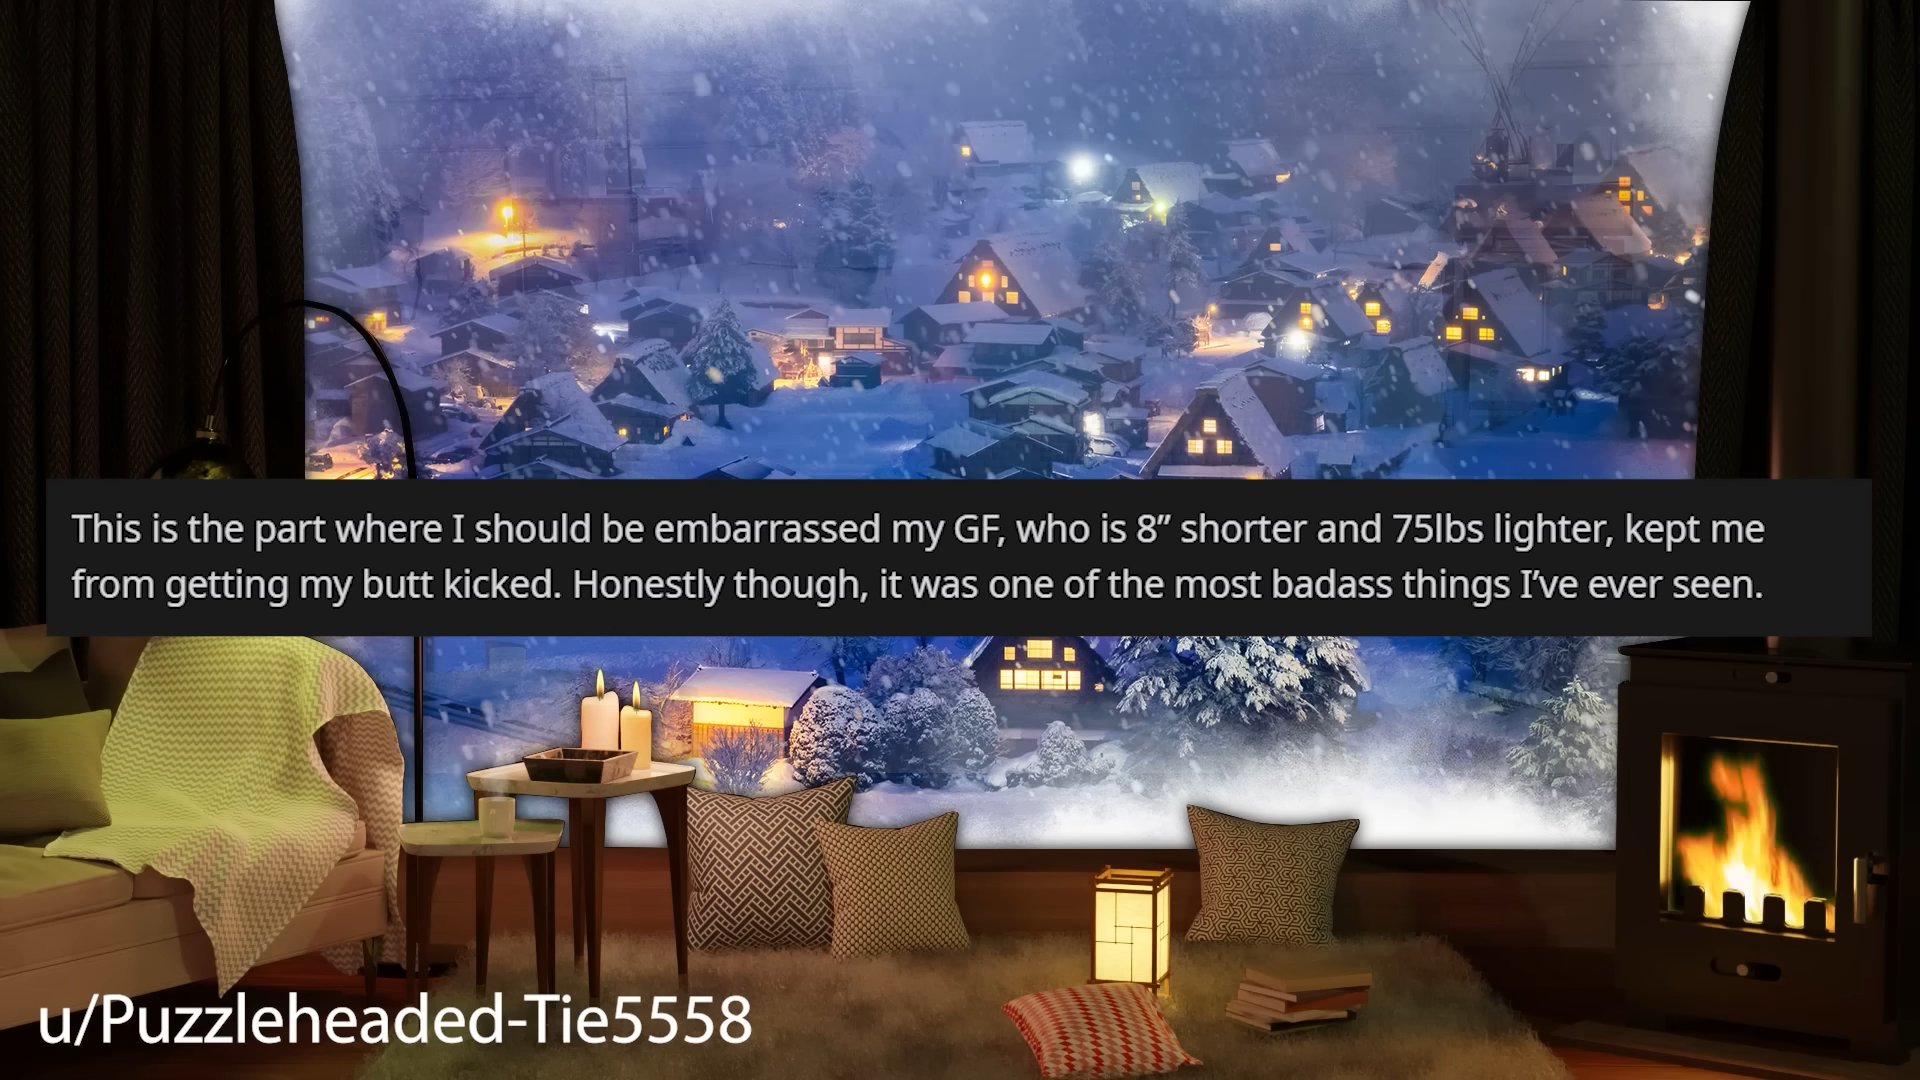 This is the part where I should be embarrassed my GF, who is 8” shorter and 75lbs lighter, kept me
from getting my butt kicked. Honestly though, it was one of the most badass things I’ve ever seen.
u/Puzzleheaded-Tie5558